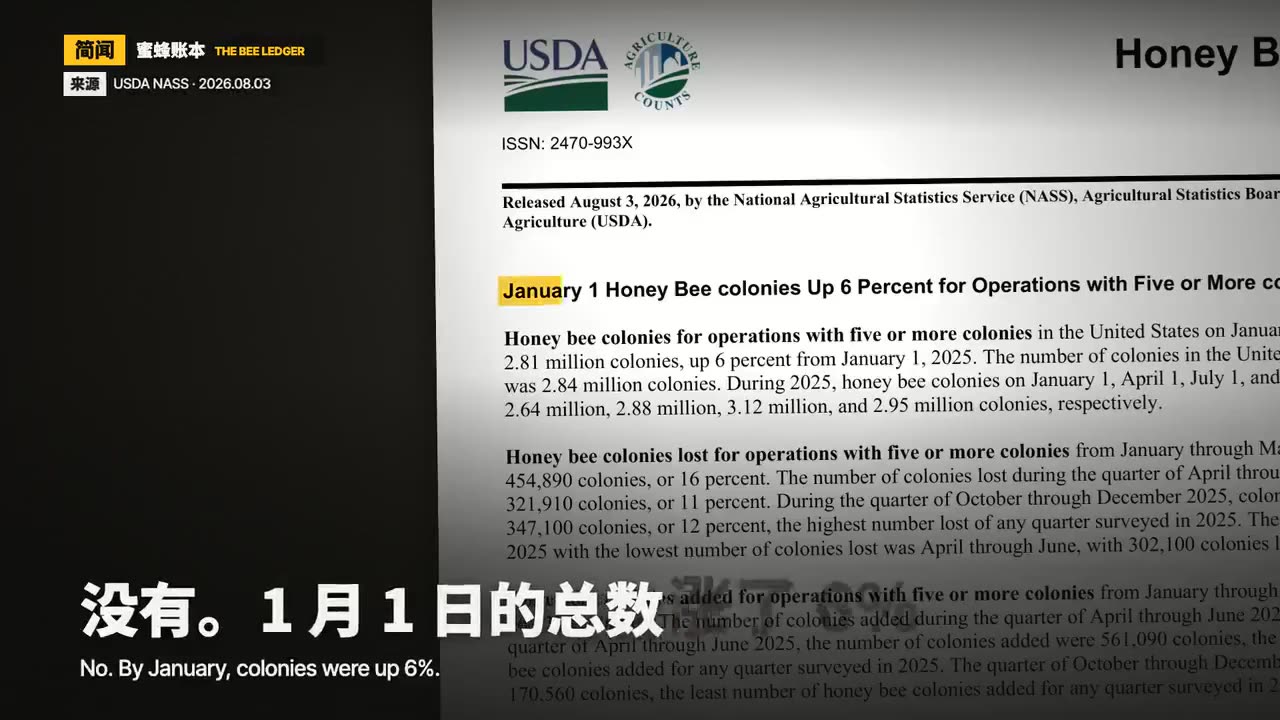 简闻 蜜蜂账本 THE BEE LEDGER
来源 USDA NASS · 2026.08.03
USDA
AGRICULTURE COUNTS
Honey B
ISSN: 2470-993X
Released August 3, 2026, by the National Agricultural Statistics Service (NASS), Agricultural Statistics Boar
Agriculture (USDA).
January 1 Honey Bee colonies Up 6 Percent for Operations with Five or More co
Honey bee colonies for operations with five or more colonies in the United States on Januar
2.81 million colonies, up 6 percent from January 1, 2025. The number of colonies in the Unite
was 2.84 million colonies. During 2025, honey bee colonies on January 1, April 1, July 1, and
2.64 million, 2.88 million, 3.12 million, and 2.95 million colonies, respectively.
Honey bee colonies lost for operations with five or more colonies from January through Ma
454,890 colonies, or 16 percent. The number of colonies lost during the quarter of April throu
321,910 colonies, or 11 percent. During the quarter of October through December 2025, color
347,100 colonies, or 12 percent, the highest number lost of any quarter surveyed in 2025. The
2025 with the lowest number of colonies lost was April through June, with 302,100 colonies l
s added for operations with five or more colonies from January through
The number of colonies added during the quarter of April through June 202
quarter of April through June 2025, the number of colonies added were 561,090 colonies, the
bee colonies added for any quarter surveyed in 2025. The quarter of October through Decemb
170,560 colonies, the least number of honey bee colonies added for any quarter surveyed in 2
没有。1月1日的总数涨了 6%
No. By January, colonies were up 6%.